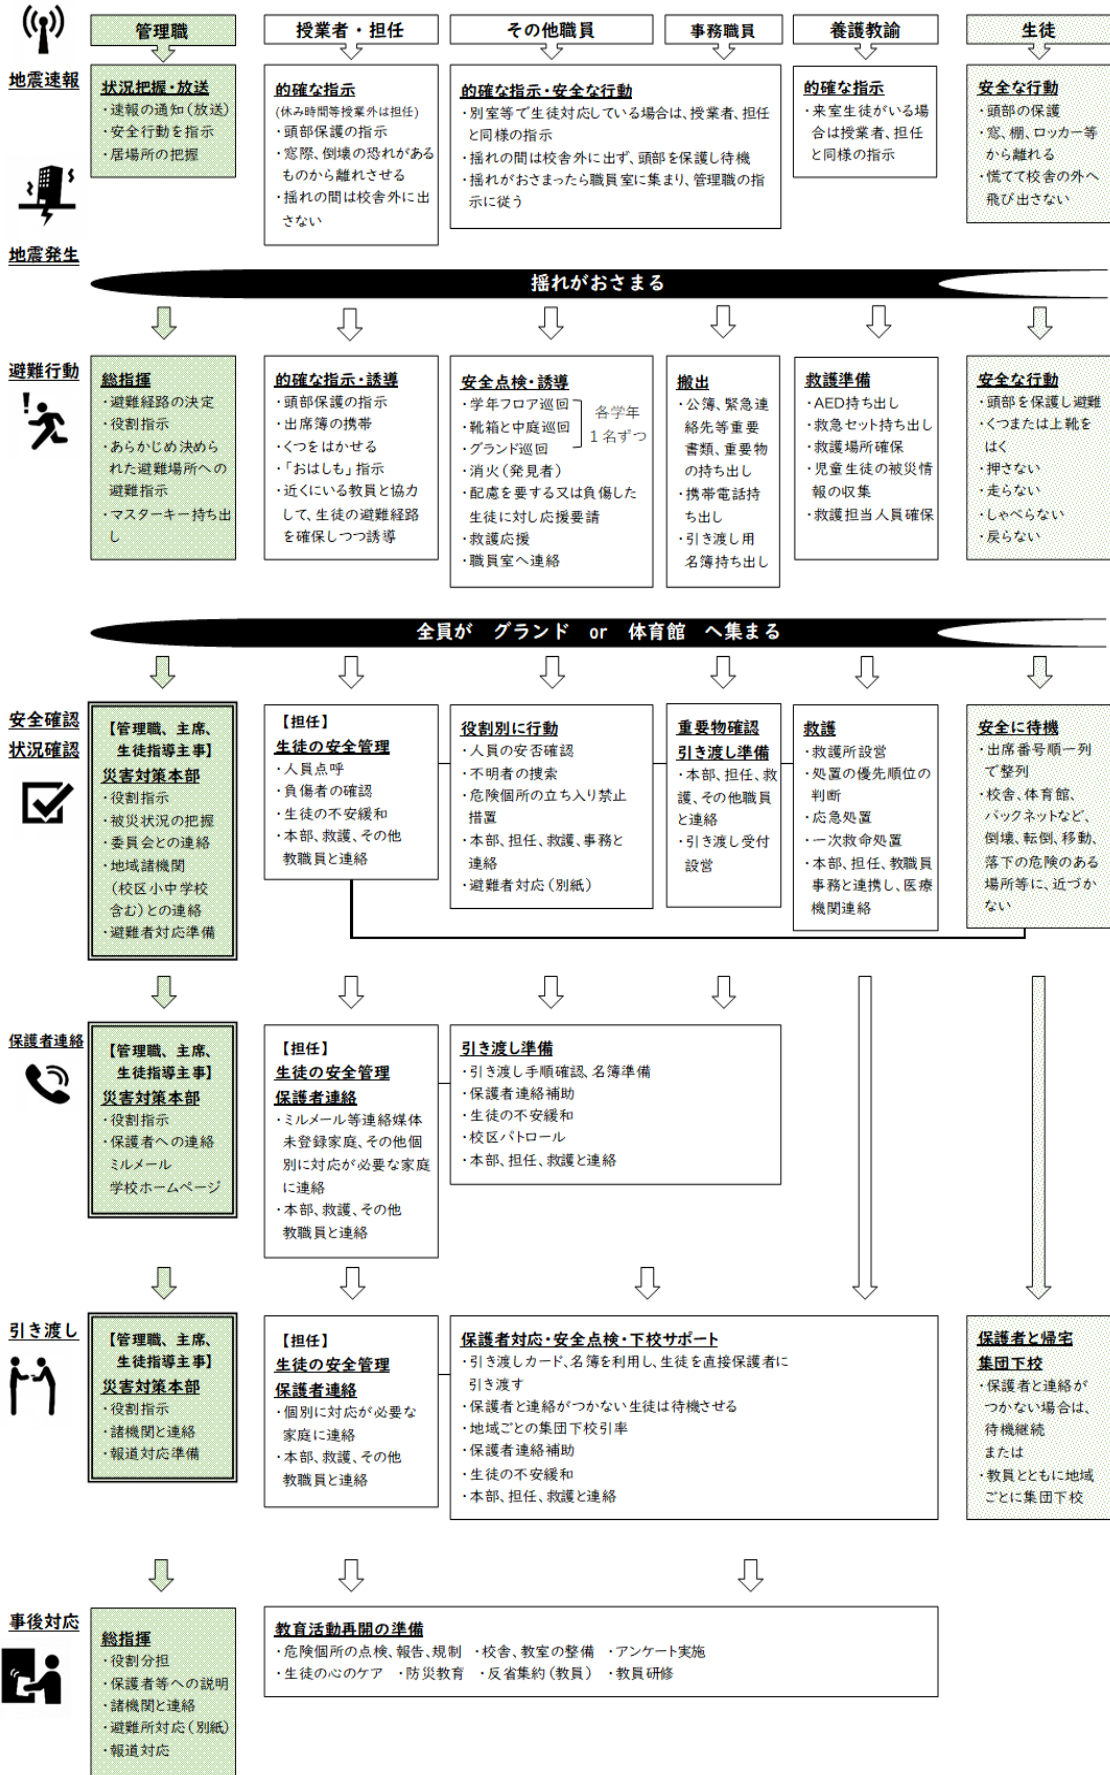 管理職
授業者・担任
その他職員
事務職員
養護教諭
生徒
地震速報
地震発生
状況把握・放送
・速報の通知(放送)
・安全行動を指示
・居場所の把握
的確な指示
(休み時間等授業外は担任)
・頭部保護の指示
・窓際、倒壊の恐れがある
ものから離れさせる
・揺れの間は校舎外に出
さない
的確な指示・安全な行動
・別室等で生徒対応している場合は、授業者、担任
と同様の指示
・揺れの間は校舎外に出ず、頭部を保護し待機
・揺れがおさまったら職員室に集まり、管理職の指
示に従う
的確な指示
・来室生徒がいる場
合は授業者、担任
と同様の指示
安全な行動
・頭部の保護
・窓、棚、ロッカー等
から離れる
・慌てて校舎の外へ
飛び出さない
揺れがおさまる
避難行動
総指揮
・避難経路の決定
・役割指示
・あらかじめ決めら
れた避難場所への
避難指示
・マスターキー持ち出
し
的確な指示・誘導
・頭部保護の指示
・出席簿の携帯
・くつをはかせる
・「おはしも」指示
・近くにいる教員と協力
して、生徒の避難経路
を確保しつつ誘導
安全点検・誘導
・学年フロア巡回
・靴箱と中庭巡回
・グランド巡回
各学年
1名ずつ
・消火(発見者)
・配慮を要する又は負傷した
生徒に対し応援要請
・救護応援
・職員室へ連絡
搬出
・公簿、緊急連
絡先等重要
書類、重要物
の持ち出し
・携帯電話持
ち出し
・引き渡し用
名簿持ち出し
救護準備
・AED持ち出し
・救急セット持ち出し
・救護場所確保
・児童生徒の被災情
報の収集
・救護担当人員確保
安全な行動
・頭部を保護し避難
・くつまたは上靴を
はく
・押さない
・走らない
・しゃべらない
・戻らない
全員が グランド or 体育館 へ集まる
安全確認
状況確認
【管理職、主席、
生徒指導主事】
災害対策本部
・役割指示
・被災状況の把握
・委員会との連絡
・地域諸機関
(校区小中学校
含む)との連絡
・避難者対応準備
【担任】
生徒の安全管理
・人員点呼
・負傷者の確認
・生徒の不安緩和
・本部、救護、その他
教職員と連絡
役割別に行動
・人員の安否確認
・不明者の捜索
・危険個所の立ち入り禁止
措置
・本部、担任、救護、事務と
連絡
・避難者対応(別紙)
重要物確認
引き渡し準備
・本部、担任、救
護、その他職員
と連絡
・引き渡し受付
設営
救護
・救護所設営
・処置の優先順位の
判断
・応急処置
・一次救命処置
・本部、担任、教職員
事務と連携し、医療
機関連絡
安全に待機
・出席番号順一列
で整列
・校舎、体育館、
バックネットなど、
倒壊、転倒、移動、
落下の危険のある
場所等に、近づか
ない
保護者連絡
【管理職、主席、
生徒指導主事】
災害対策本部
・役割指示
・保護者への連絡
ミルメール
学校ホームページ
【担任】
生徒の安全管理
保護者連絡
・ミルメール等連絡媒体
未登録家庭、その他個
別に対応が必要な家庭
に連絡
・本部、救護、その他
教職員と連絡
引き渡し準備
・引き渡し手順確認、名簿準備
・保護者連絡補助
・生徒の不安緩和
・校区パトロール
・本部、担任、救護と連絡
引き渡し
【管理職、主席、
生徒指導主事】
災害対策本部
・役割指示
・諸機関と連絡
・報道対応準備
【担任】
生徒の安全管理
保護者連絡
・個別に対応が必要な
家庭に連絡
・本部、救護、その他
教職員と連絡
保護者対応・安全点検・下校サポート
・引き渡しカード、名簿を利用し、生徒を直接保護者に
引き渡す
・保護者と連絡がつかない生徒は待機させる
・地域ごとの集団下校引率
・保護者連絡補助
・生徒の不安緩和
・本部、担任、救護と連絡
保護者と帰宅
集団下校
・保護者と連絡が
つかない場合は、
待機継続
または
・教員とともに地域
ごとに集団下校
事後対応
総指揮
・役割分担
・保護者等への説明
・諸機関と連絡
・避難所対応(別紙)
・報道対応
教育活動再開の準備
・危険個所の点検、報告、規制 ・校舎、教室の整備 ・アンケート実施
・生徒の心のケア ・防災教育 ・反省集約(教員) ・教員研修